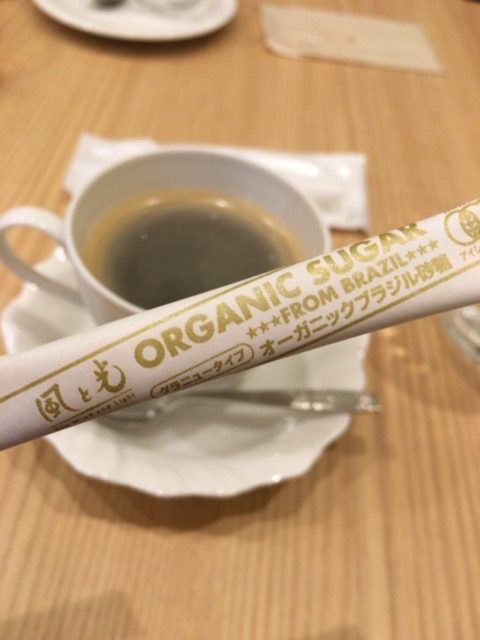 風と光
ORGANIC SUGAR
★★★FROM BRAZIL★★★
グラニュータイプ
オーガニックブラジル砂糖